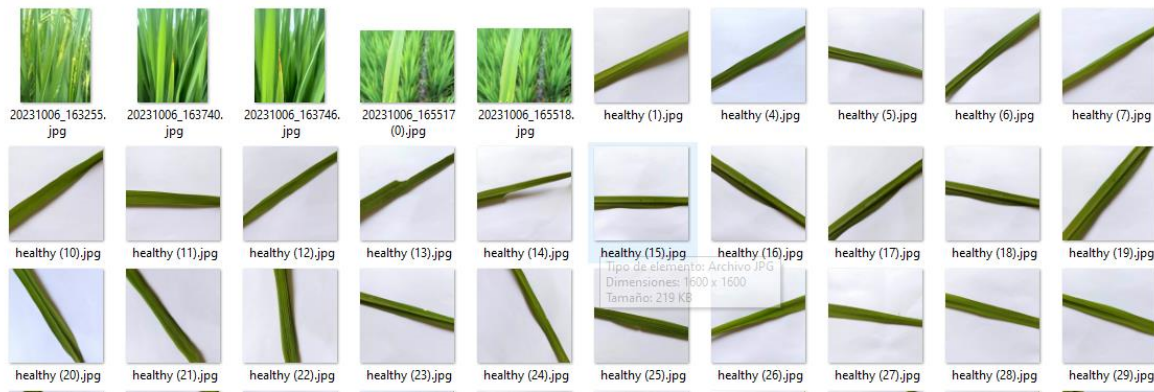 20231006_163255.
jpg
20231006_163740.
jpg
20231006_163746.
jpg
20231006_165517
(0).jpg
20231006_165518.
jpg
healthy (1).jpg
healthy (4).jpg
healthy (5).jpg
healthy (6).jpg
healthy (7).jpg
healthy (10).jpg
healthy (11).jpg
healthy (12).jpg
healthy (13).jpg
healthy (14).jpg
healthy (15).jpg
healthy (16).jpg
healthy (17).jpg
healthy (18).jpg
healthy (19).jpg
Tipo de elemento: Archivo JPG
Dimensiones: 1600 x 1600
Tamaño: 219 KB
healthy (20).jpg
healthy (21).jpg
healthy (22).jpg
healthy (23).jpg
healthy (24).jpg
healthy (25).jpg
healthy (26).jpg
healthy (27).jpg
healthy (28).jpg
healthy (29).jpg